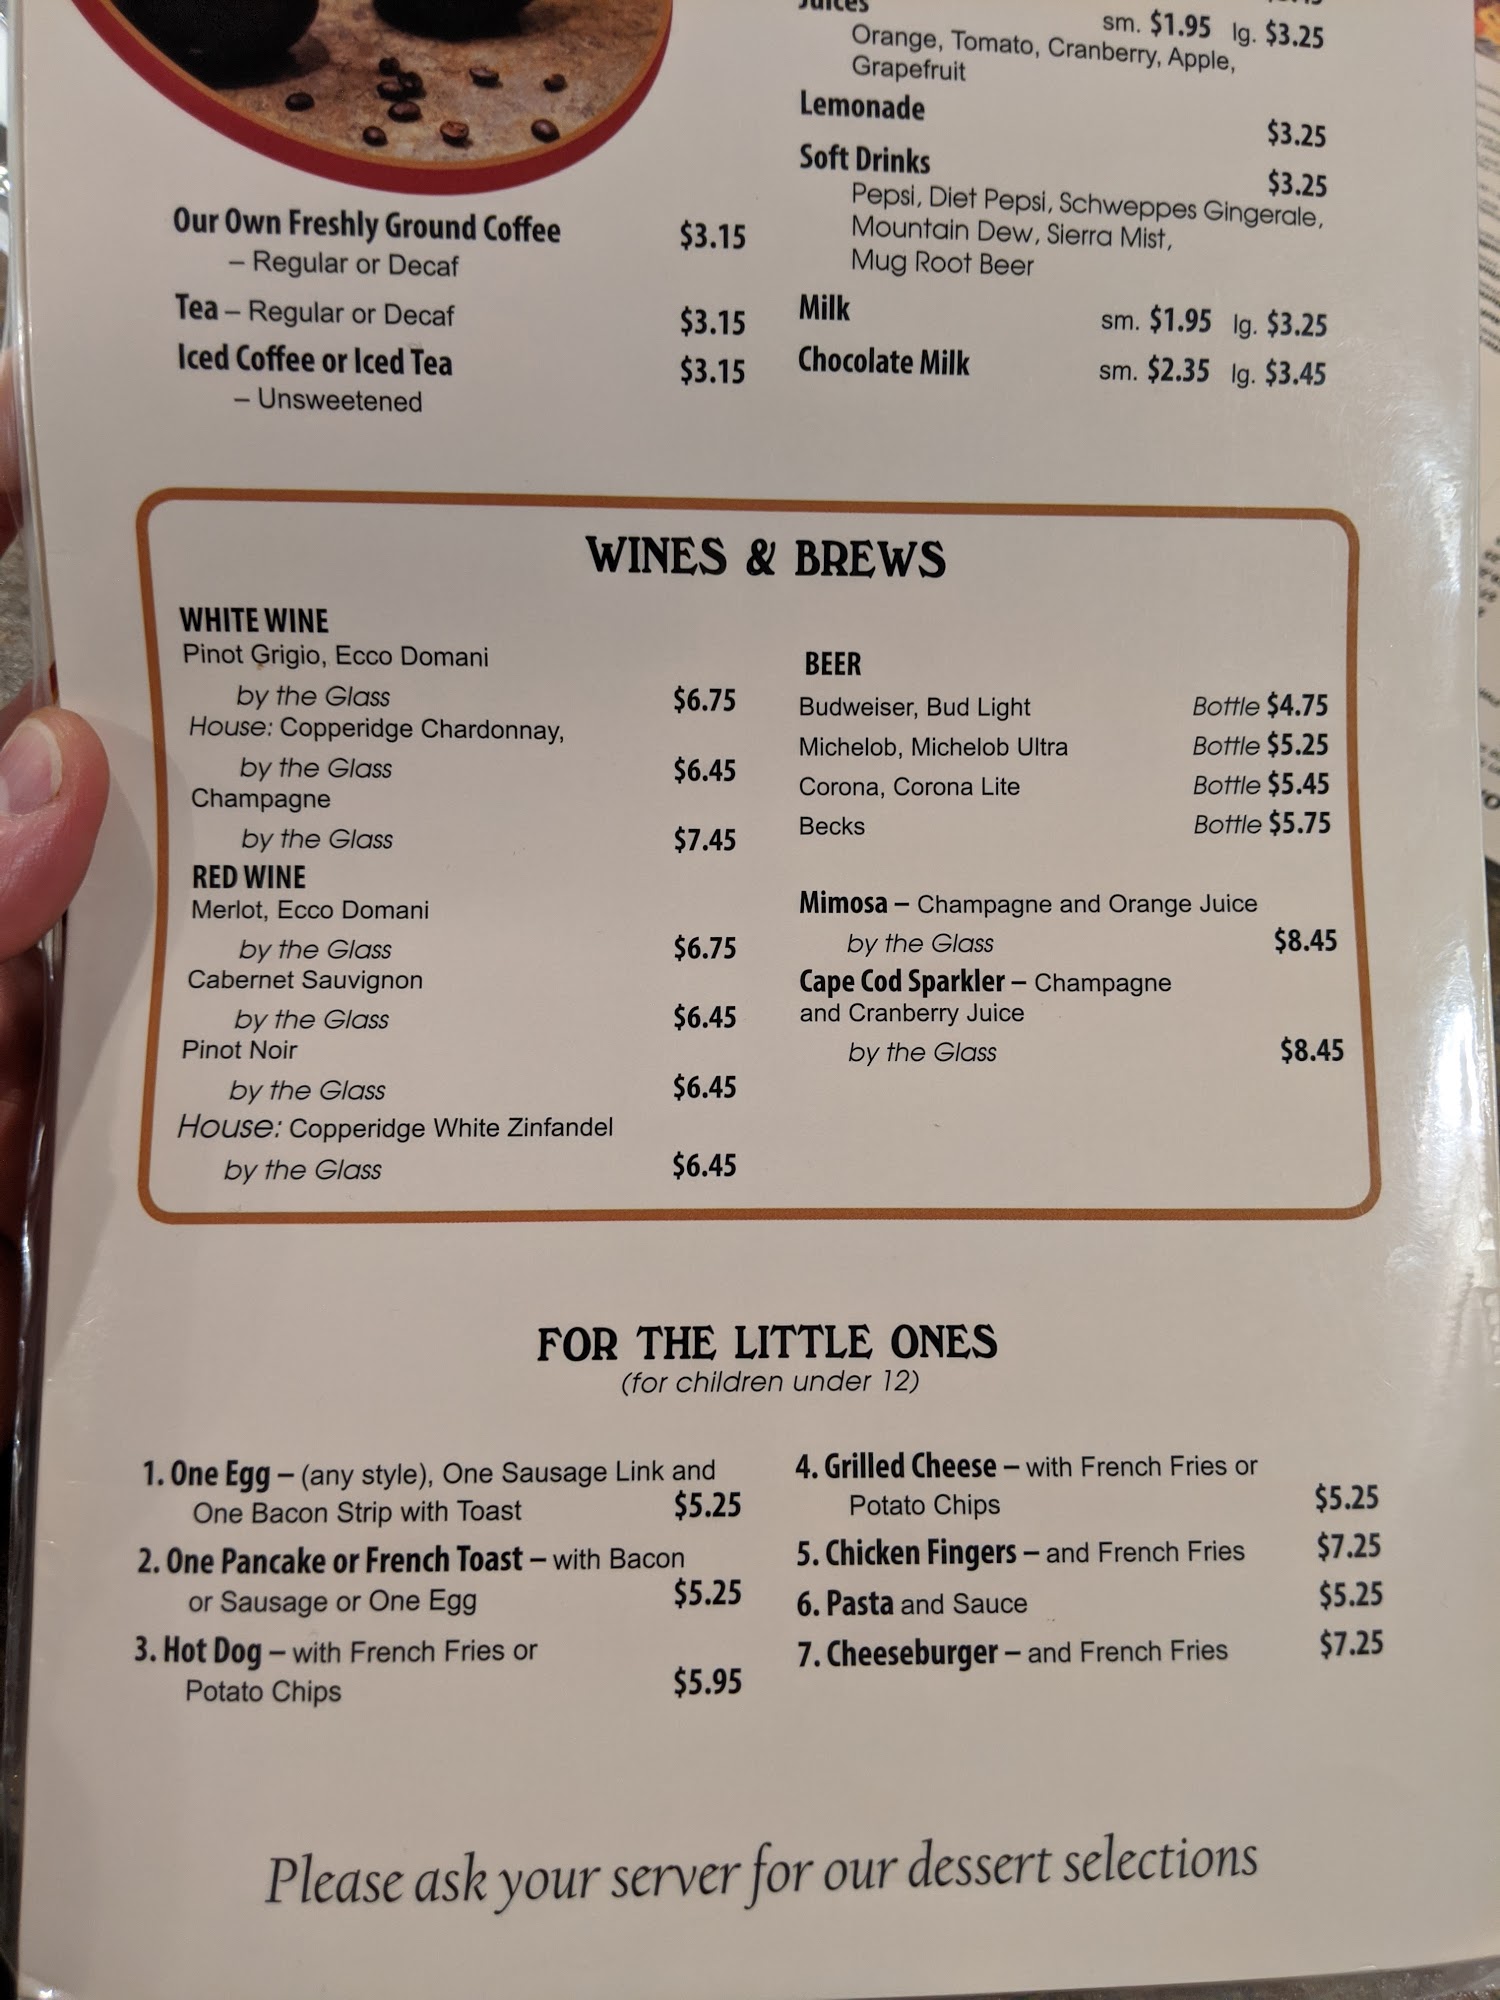 Juices
sm. $1.95 lg. $3.25
Orange, Tomato, Cranberry, Apple,
Grapefruit
Lemonade $3.25
Soft Drinks $3.25
Pepsi, Diet Pepsi, Schweppes Gingerale,
Mountain Dew, Sierra Mist,
Mug Root Beer
Milk sm. $1.95 lg. $3.25
Chocolate Milk sm. $2.35 lg. $3.45
Our Own Freshly Ground Coffee $3.15
– Regular or Decaf
Tea – Regular or Decaf $3.15
Iced Coffee or Iced Tea $3.15
– Unsweetened
WINES & BREWS
WHITE WINE
Pinot Grigio, Ecco Domani
by the Glass $6.75
House: Copperidge Chardonnay,
by the Glass $6.45
Champagne
by the Glass $7.45
RED WINE
Merlot, Ecco Domani
by the Glass $6.75
Cabernet Sauvignon
by the Glass $6.45
Pinot Noir
by the Glass $6.45
House: Copperidge White Zinfandel
by the Glass $6.45
BEER
Budweiser, Bud Light Bottle $4.75
Michelob, Michelob Ultra Bottle $5.25
Corona, Corona Lite Bottle $5.45
Becks Bottle $5.75
Mimosa – Champagne and Orange Juice
by the Glass $8.45
Cape Cod Sparkler – Champagne
and Cranberry Juice
by the Glass $8.45
FOR THE LITTLE ONES
(for children under 12)
1. One Egg – (any style), One Sausage Link and
One Bacon Strip with Toast $5.25
2. One Pancake or French Toast – with Bacon
or Sausage or One Egg $5.25
3. Hot Dog – with French Fries or
Potato Chips $5.95
4. Grilled Cheese – with French Fries or
Potato Chips $5.25
5. Chicken Fingers – and French Fries $7.25
6. Pasta and Sauce $5.25
7. Cheeseburger – and French Fries $7.25
Please ask your server for our dessert selections